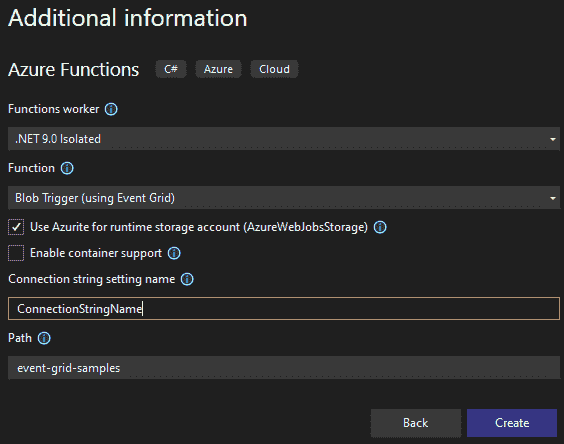 Additional information
Azure Functions C# Azure Cloud
Functions worker
.NET 9.0 Isolated
Function
Blob Trigger (using Event Grid)
Use Azurite for runtime storage account (AzureWebJobsStorage)
Enable container support
Connection string setting name
ConnectionStringName
Path
event-grid-samples
Back Create